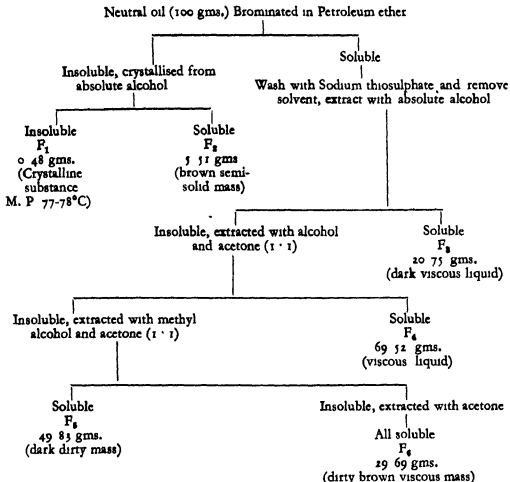 Neutral oil (100 gms.) Brominated in Petroleum ether
Insoluble, crystallised from
absolute alcohol
Soluble
Wash with Sodium thiosulphate and remove
solvent, extract with absolute alcohol
Insoluble
F₁
0 48 gms.
(Crystalline
substance
M. P 77-78°C)
Soluble
F₂
5 51 gms
(brown semi-
solid mass)
Insoluble, extracted with alcohol
and acetone (1 · 1)
Soluble
F₃
20 75 gms.
(dark viscous liquid)
Insoluble, extracted with methyl
alcohol and acetone (1 · 1)
Soluble
F₄
69 52 gms.
(viscous liquid)
Soluble
F₅
49 83 gms.
(dark dirty mass)
Insoluble, extracted with acetone
All soluble
F₆
29 69 gms.
(dirty brown viscous mass)